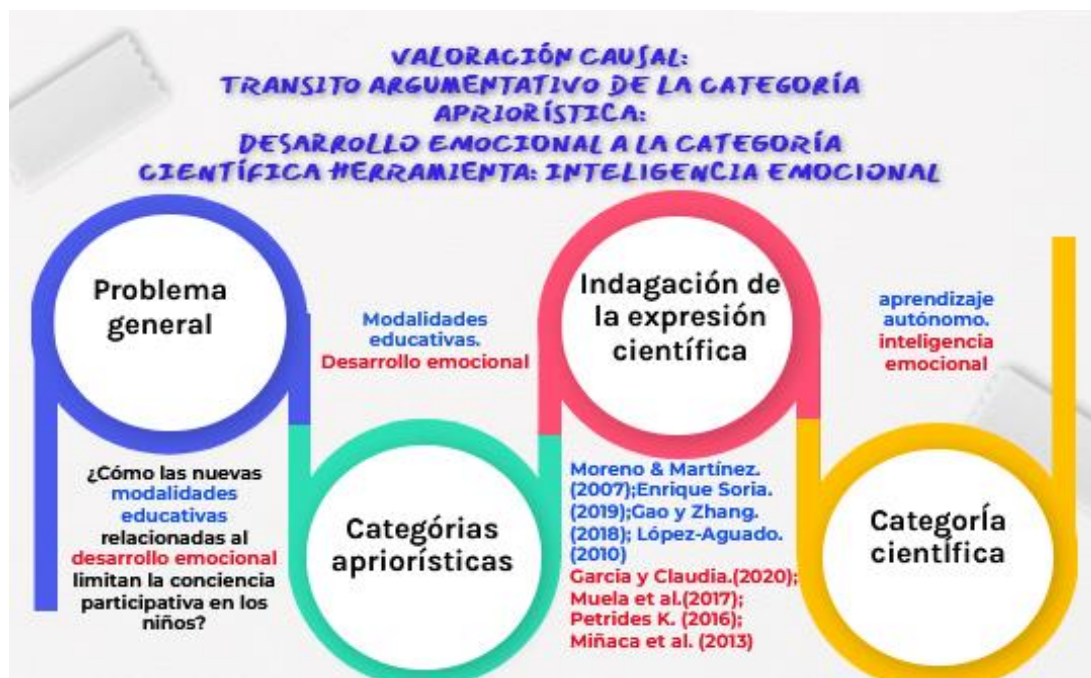 VALORACIÓN CAUSAL:
TRANSITO ARGUMENTATIVO DE LA CATEGORÍA
APRIORÍSTICA:
DESARROLLO EMOCIONAL A LA CATEGORÍA
CIENTÍFICA HERRAMIENTA: INTELIGENCIA EMOCIONAL
Problema
general
¿Cómo las nuevas
modalidades
educativas
relacionadas al
desarrollo emocional
limitan la conciencia
participativa en los
niños?
Modalidades
educativas.
Desarrollo emocional
Categórias
apriorísticas
Indagación de
la expresión
científica
Moreno & Martínez.
(2007);Enrique Soria.
(2019);Gao y Zhang.
(2018); López-Aguado.
(2010)
Garcia y Claudia.(2020);
Muela et al.(2017);
Petrides K. (2016);
Miñaca et al. (2013)
aprendizaje
autónomo.
inteligencia
emocional
Categoría
científica